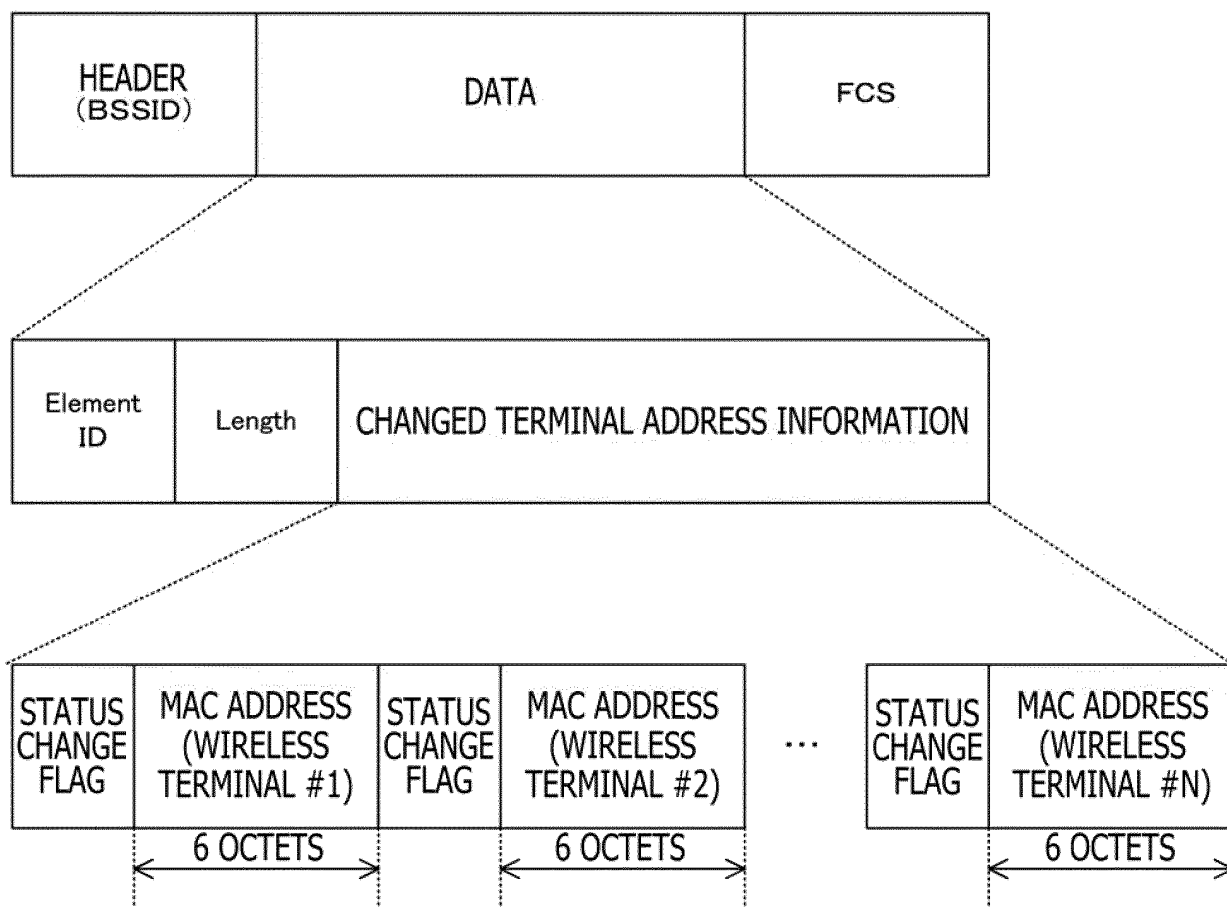 HEADER
(BSSID)
DATA
FCS
Element
ID
Length
CHANGED TERMINAL ADDRESS INFORMATION
STATUS
CHANGE
FLAG
MAC ADDRESS
(WIRELESS
TERMINAL #1)
STATUS
CHANGE
FLAG
MAC ADDRESS
(WIRELESS
TERMINAL #2)
...
STATUS
CHANGE
FLAG
MAC ADDRESS
(WIRELESS
TERMINAL #N)
6 OCTETS
6 OCTETS
6 OCTETS